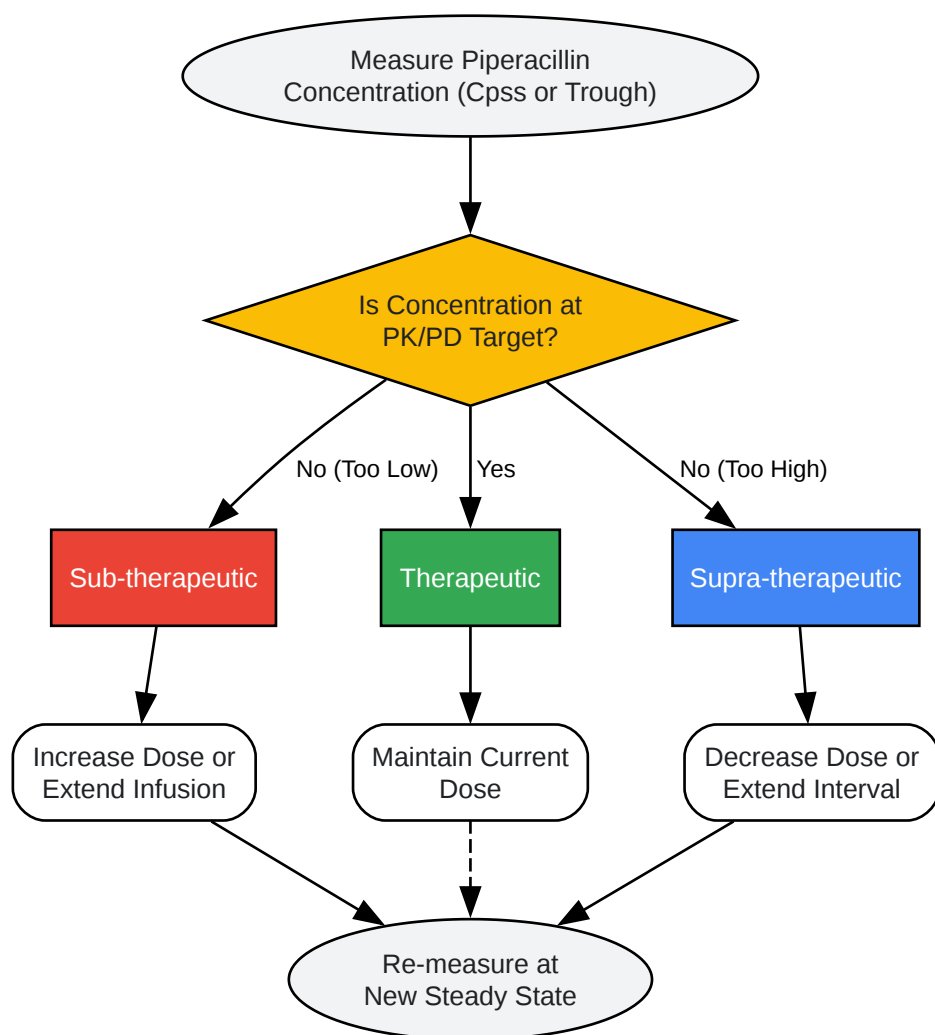 Measure Piperacillin
Concentration (Cpss or Trough)
Is Concentration at
PK/PD Target?
No (Too Low)
Yes
No (Too High)
Sub-therapeutic
Therapeutic
Supra-therapeutic
Increase Dose or
Extend Infusion
Maintain Current
Dose
Decrease Dose or
Extend Interval
Re-measure at
New Steady State